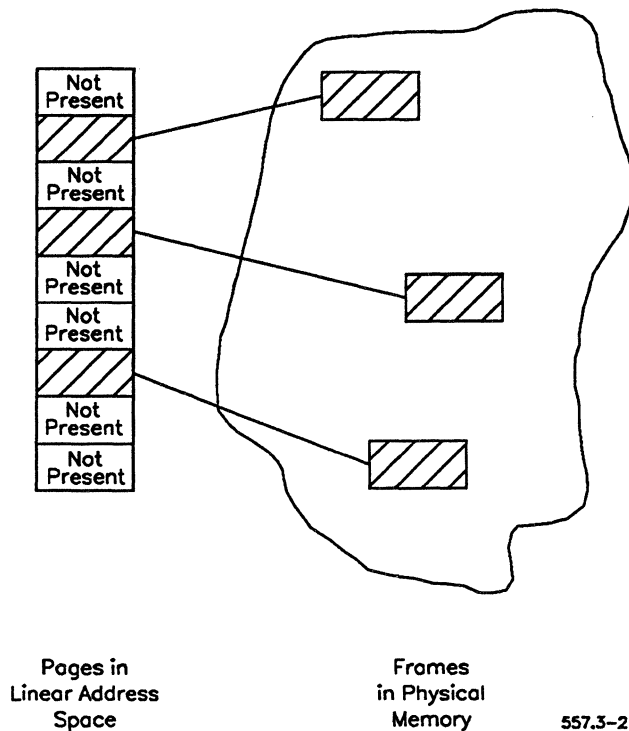 Not
Present
Not
Present
Not
Present
Not
Present
Not
Present
Not
Present
Pages in
Linear Address
Space
Frames
in Physical
Memory
557.3-2